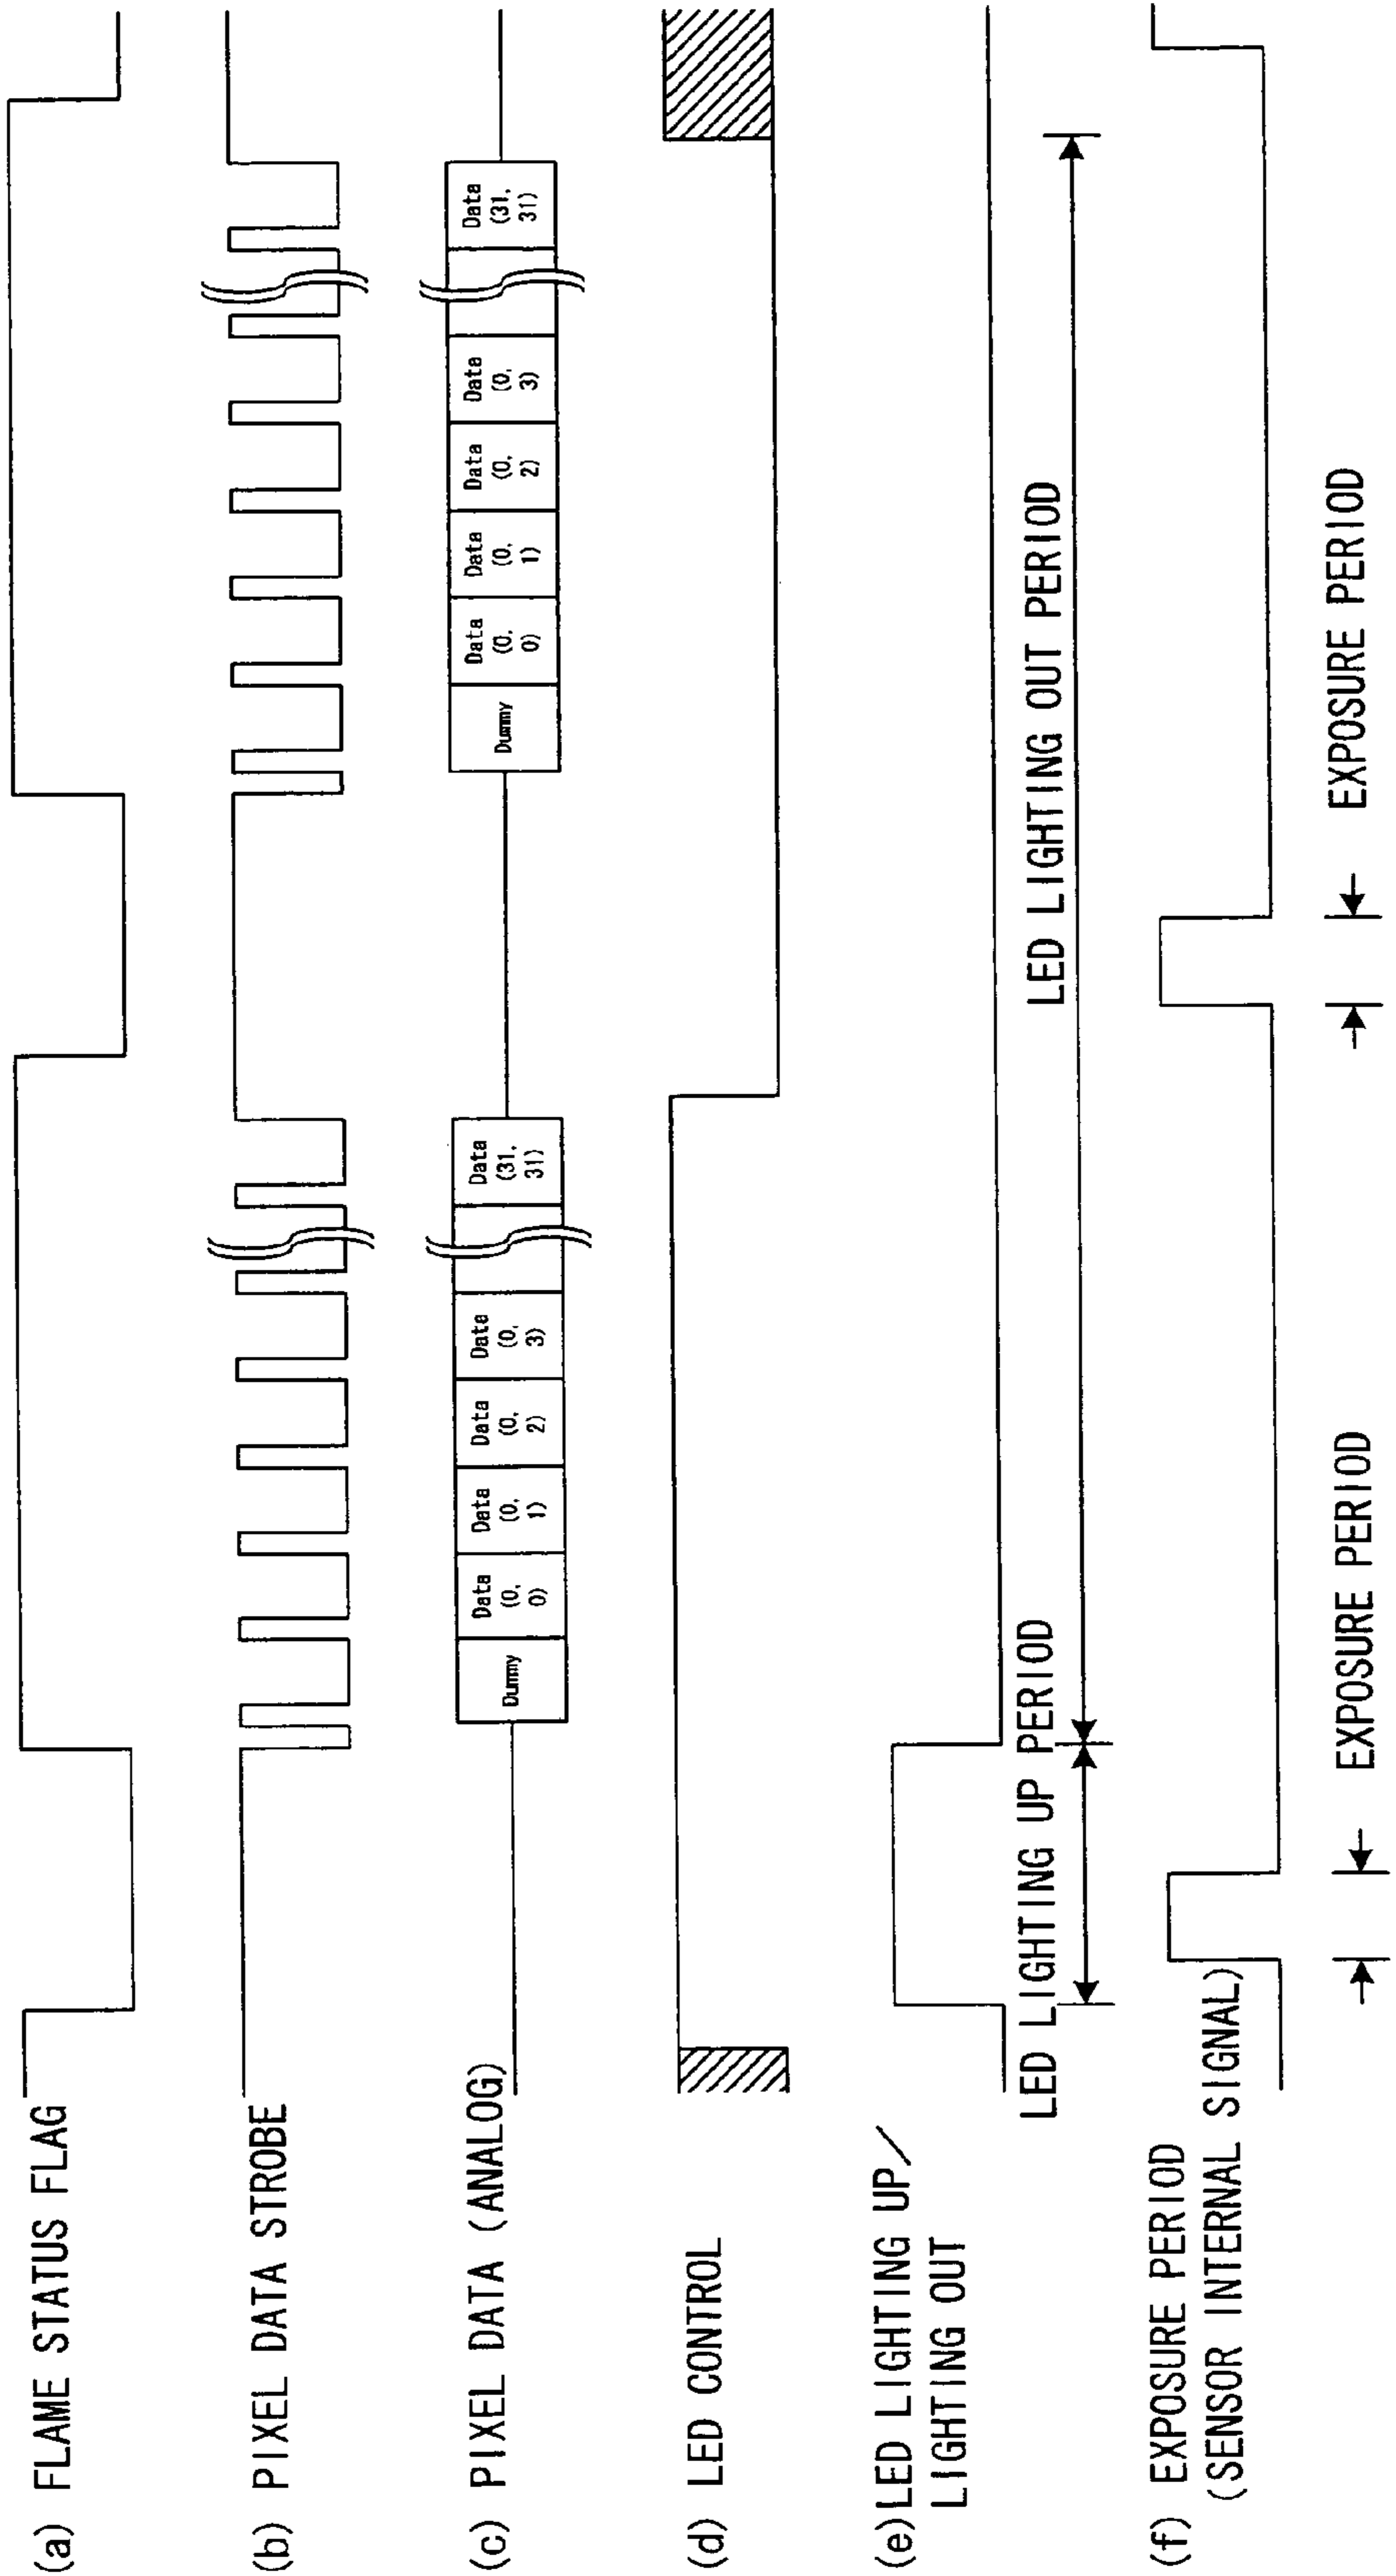 (a) FLAME STATUS FLAG
(b) PIXEL DATA STROBE
(c) PIXEL DATA (ANALOG)
Dummy
Data
(0,
0)
Data
(0,
1)
Data
(0,
2)
Data
(0,
3)
Data
(31,
31)
Dummy
Data
(0,
0)
Data
(0,
1)
Data
(0,
2)
Data
(0,
3)
Data
(31,
31)
(d) LED CONTROL
(e) LED LIGHTING UP/
LIGHTING OUT
LED LIGHTING UP PERIOD
LED LIGHTING OUT PERIOD
(f) EXPOSURE PERIOD
(SENSOR INTERNAL SIGNAL)
EXPOSURE PERIOD
EXPOSURE PERIOD